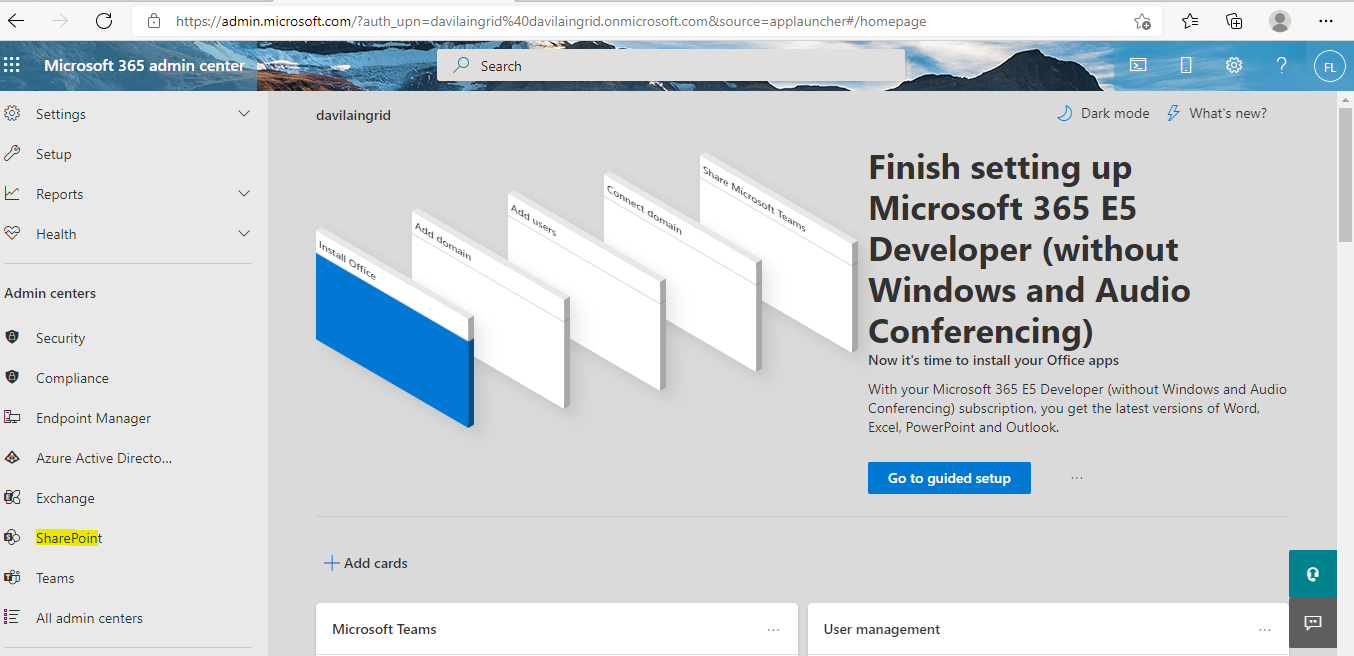 https://admin.microsoft.com/?auth_upn=davilaingrid%40davilaingrid.onmicrosoft.com&source=applauncher#/homepage
Microsoft 365 admin center
Search
?
FL
Settings
Setup
Reports
Health
Admin centers
Security
Compliance
Endpoint Manager
Azure Active Directo...
Exchange
SharePoint
Teams
All admin centers
davilaingrid
Dark mode
What's new?
Install Office
Add domain
Add users
Connect domain
Share Microsoft Teams
Finish setting up
Microsoft 365 E5
Developer (without
Windows and Audio
Conferencing)
Now it's time to install your Office apps
With your Microsoft 365 E5 Developer (without Windows and Audio
Conferencing) subscription, you get the latest versions of Word,
Excel, PowerPoint and Outlook.
Go to guided setup
Add cards
Microsoft Teams
User management